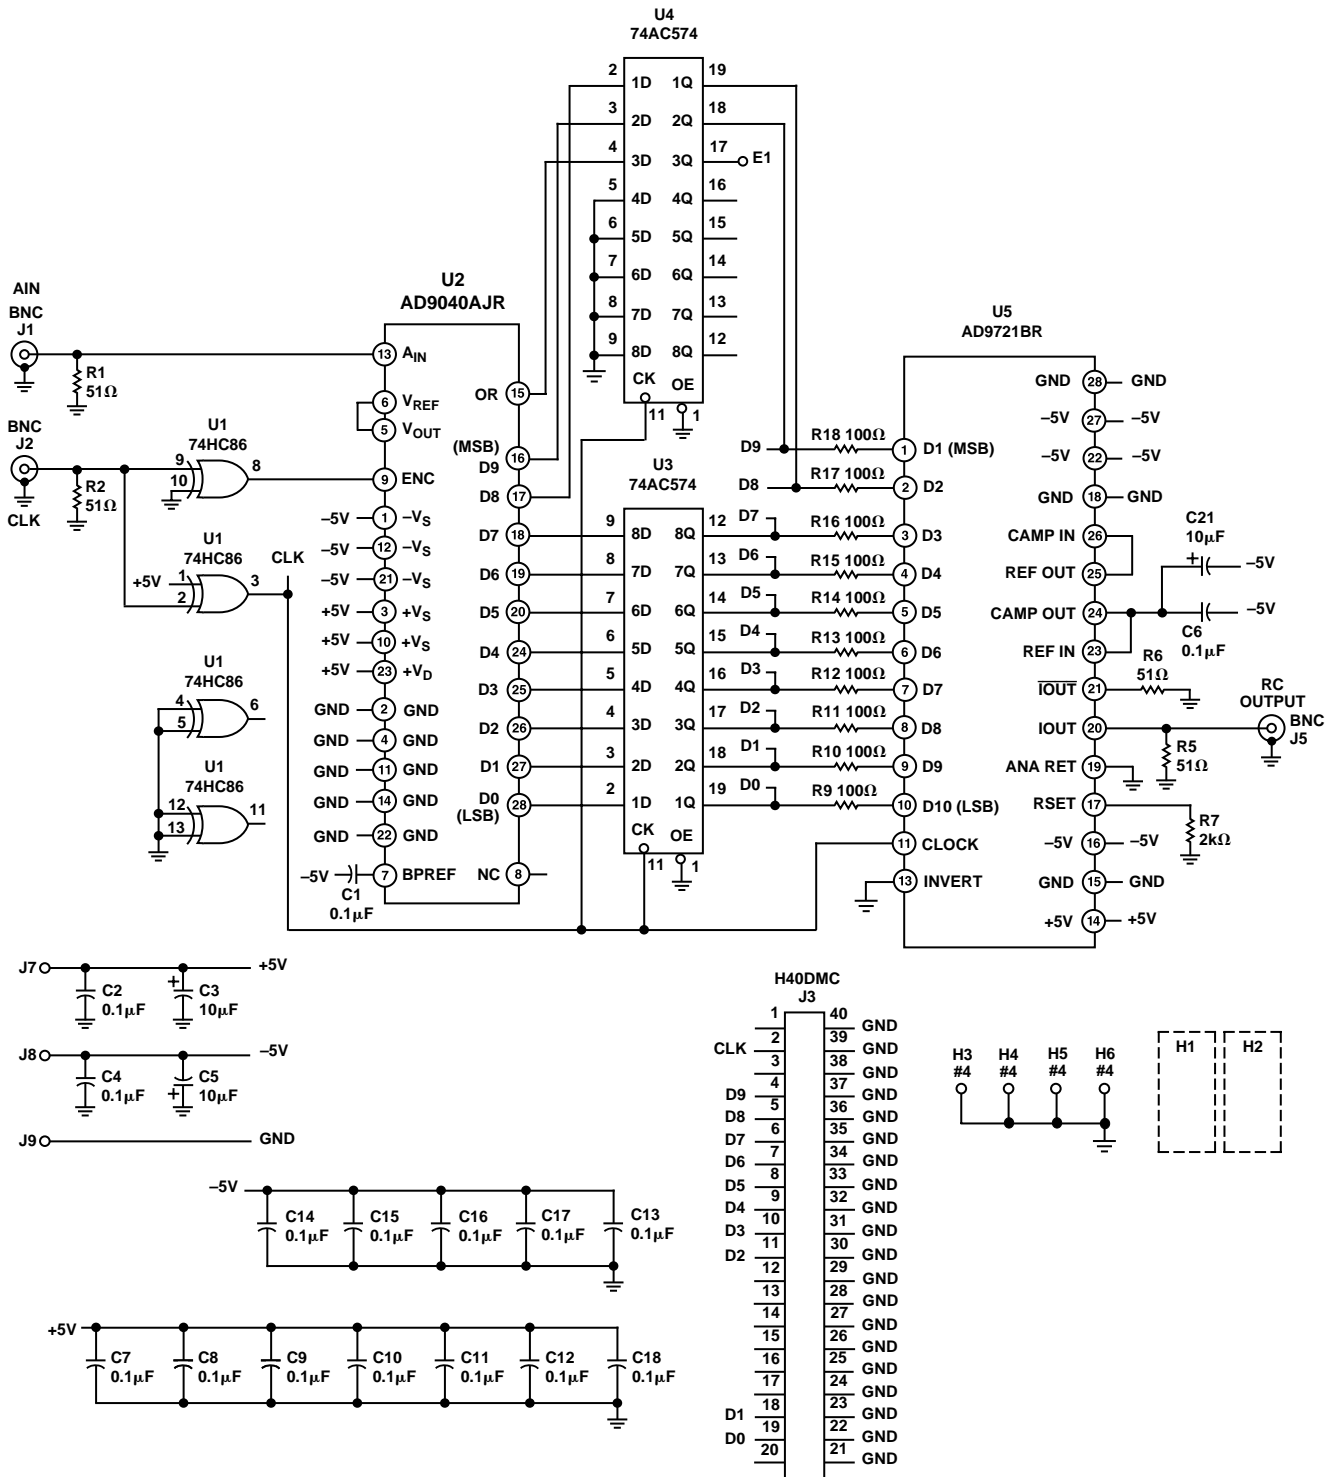 U4
74AC574
2 1D 1Q 19
3 2D 2Q 18
4 3D 3Q 17 E1
5 4D 4Q 16
6 5D 5Q 15
7 6D 6Q 14
8 7D 7Q 13
9 8D 8Q 12
CK OE
11 1
U2
AD9040AJR
AIN
BNC
J1
R1
51Ω
BNC
J2
R2
51Ω
CLK
U1
74HC86
9
10
8
U1
74HC86
+5V 1
2
3
CLK
U1
74HC86
4
5
6
U1
74HC86
12
13
11
13 AIN
6 VREF
5 VOUT
9 ENC
–5V 1 –VS
–5V 12 –VS
–5V 21 –VS
+5V 3 +VS
+5V 10 +VS
+5V 23 +VD
GND 2 GND
GND 4 GND
GND 11 GND
GND 14 GND
GND 22 GND
–5V 7 BPREF
C1
0.1μF
OR 15
(MSB)
D9 16
D8 17
D7 18
D6 19
D5 20
D4 24
D3 25
D2 26
D1 27
D0
(LSB) 28
NC 8
U3
74AC574
9 8D 8Q 12 D7
8 7D 7Q 13 D6
7 6D 6Q 14 D5
6 5D 5Q 15 D4
5 4D 4Q 16 D3
4 3D 3Q 17 D2
3 2D 2Q 18 D1
2 1D 1Q 19 D0
CK OE
11 1
U5
AD9721BR
D9 R18 100Ω 1 D1 (MSB)
D8 R17 100Ω 2 D2
R16 100Ω 3 D3
R15 100Ω 4 D4
R14 100Ω 5 D5
R13 100Ω 6 D6
R12 100Ω 7 D7
R11 100Ω 8 D8
R10 100Ω 9 D9
R9 100Ω 10 D10 (LSB)
11 CLOCK
13 INVERT
GND 28 GND
–5V 27 –5V
–5V 22 –5V
GND 18 GND
CAMP IN 26
REF OUT 25
CAMP OUT 24
REF IN 23
IOUT 21
IOUT 20
ANA RET 19
RSET 17
–5V 16 –5V
GND 15 GND
+5V 14 +5V
C21
10μF
+ –5V
–5V
C6
0.1μF
R6
51Ω
RC
OUTPUT
BNC
J5
R5
51Ω
R7
2kΩ
J7 +5V
C2
0.1μF
+ C3
10μF
J8 –5V
C4
0.1μF
+ C5
10μF
J9 GND
–5V
C14
0.1μF
C15
0.1μF
C16
0.1μF
C17
0.1μF
C13
0.1μF
+5V
C7
0.1μF
C8
0.1μF
C9
0.1μF
C10
0.1μF
C11
0.1μF
C12
0.1μF
C18
0.1μF
H40DMC
J3
1 40 GND
CLK 2 39 GND
3 38 GND
D9 4 37 GND
D8 5 36 GND
D7 6 35 GND
D6 7 34 GND
D5 8 33 GND
D4 9 32 GND
D3 10 31 GND
D2 11 30 GND
12 29 GND
13 28 GND
14 27 GND
15 26 GND
16 25 GND
17 24 GND
D1 18 23 GND
D0 19 22 GND
20 21 GND
H3
#4
H4
#4
H5
#4
H6
#4
H1
H2